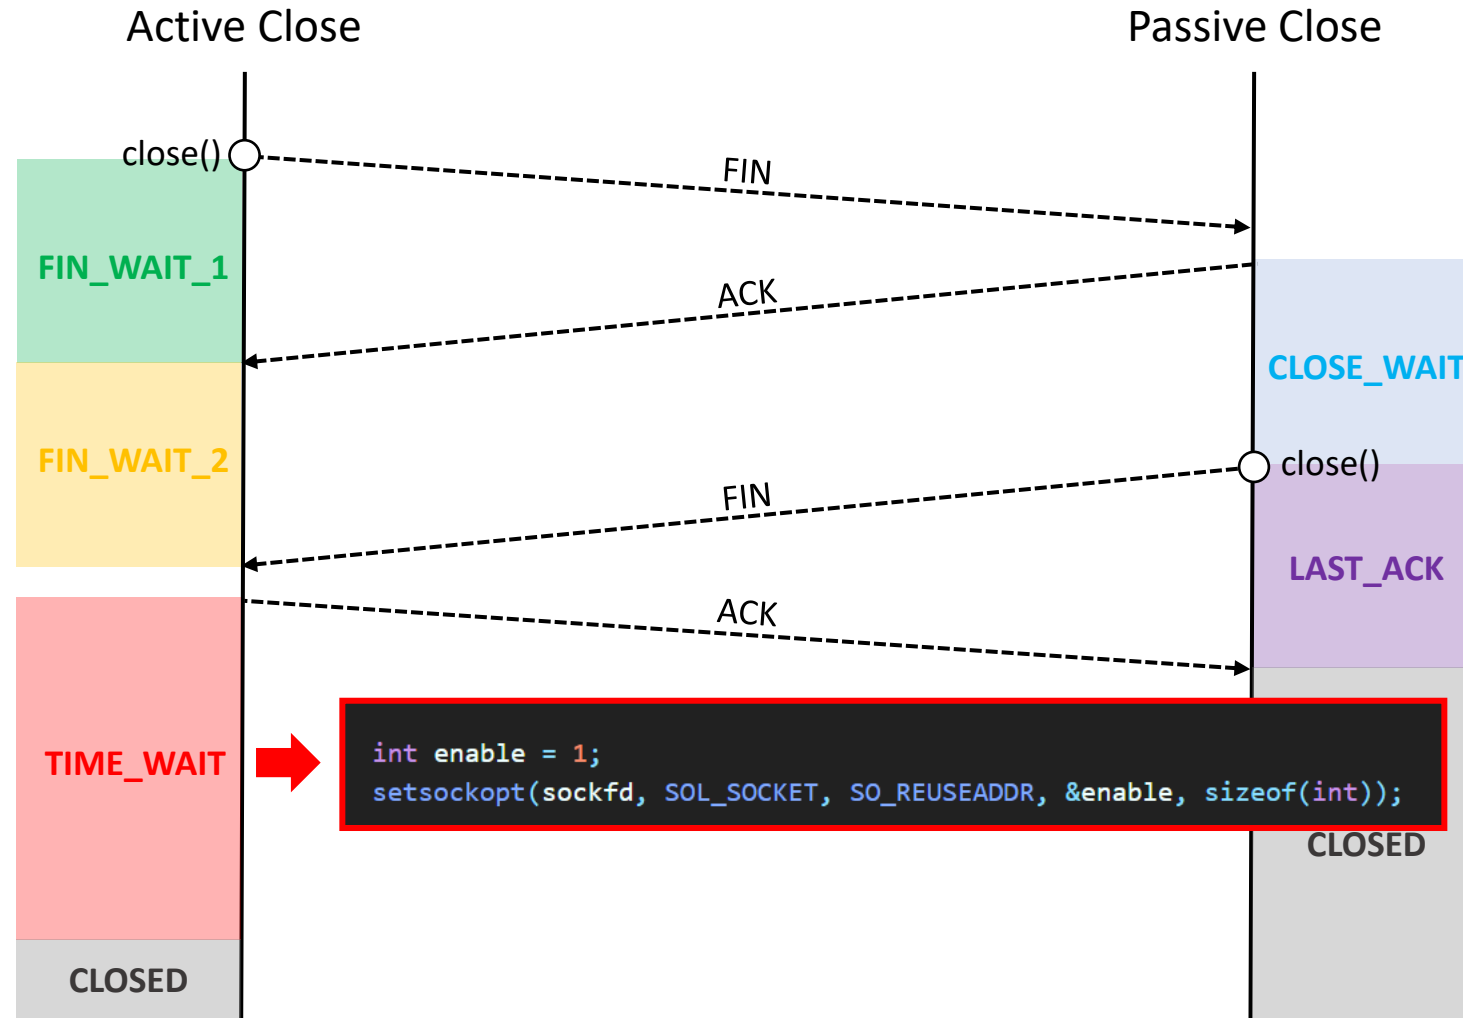 Active Close
Passive Close
close()
FIN
FIN_WAIT_1
ACK
CLOSE_WAIT
FIN_WAIT_2
close()
FIN
LAST_ACK
ACK
TIME_WAIT
int enable = 1;
setsockopt(sockfd, SOL_SOCKET, SO_REUSEADDR, &enable, sizeof(int));
CLOSED
CLOSED